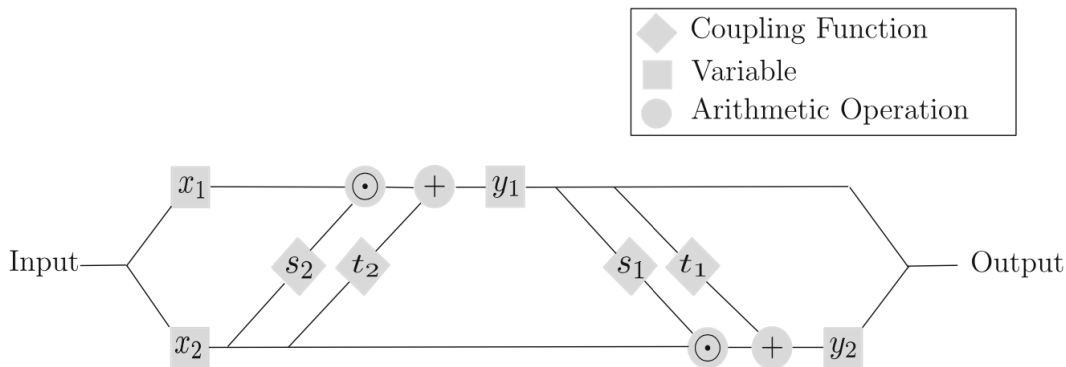 Coupling Function
Variable
Arithmetic Operation
x₁ ⊙ + y₁
Input s₂ t₂ s₁ t₁ Output
x₂ ⊙ + y₂